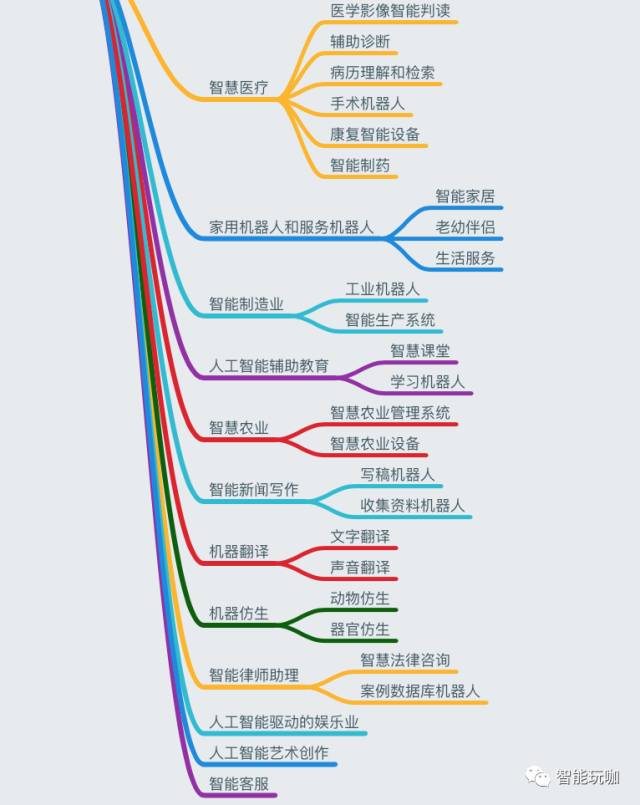 医学影像智能判读
辅助诊断
智慧医疗
病历理解和检索
手术机器人
康复智能设备
智能制药
智能家居
家用机器人和服务机器人
老幼伴侣
生活服务
工业机器人
智能制造业
智能生产系统
智慧课堂
人工智能辅助教育
学习机器人
智慧农业管理系统
智慧农业
智慧农业设备
写稿机器人
智能新闻写作
收集资料机器人
文字翻译
机器翻译
声音翻译
动物仿生
机器仿生
器官仿生
智慧法律咨询
智能律师助理
案例数据库机器人
人工智能驱动的娱乐业
人工智能艺术创作
智能客服
智能玩咖